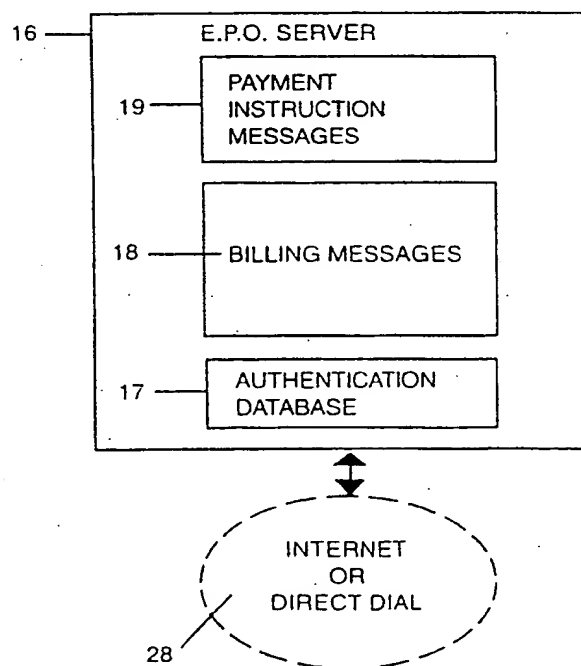 16
E.P.O. SERVER
19
PAYMENT
INSTRUCTION
MESSAGES
18
BILLING MESSAGES
17
AUTHENTICATION
DATABASE
INTERNET
OR
DIRECT DIAL
28